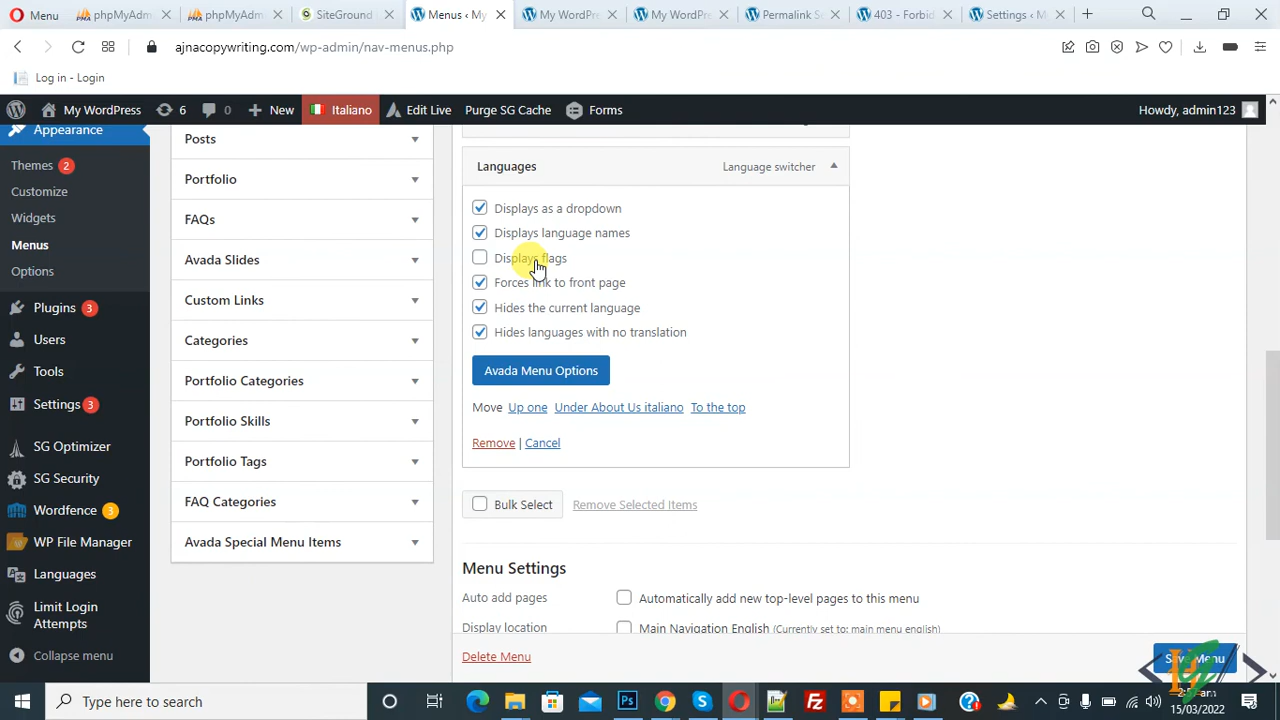 Menu
phpMyAdm
phpMyAdm
SiteGround
Menus ‹ My
My WordPre
My WordPr
Permalink S
403 - Forbid
Settings ‹ M
ajnacopywriting.com/wp-admin/nav-menus.php
Log in - Login
My WordPress
6
0
New
Italiano
Edit Live
Purge SG Cache
Forms
Howdy, admin123
Appearance
Themes 2
Customize
Widgets
Menus
Options
Plugins 3
Users
Tools
Settings 3
SG Optimizer
SG Security
Wordfence 3
WP File Manager
Languages
Limit Login
Attempts
Collapse menu
Posts
Portfolio
FAQs
Avada Slides
Custom Links
Categories
Portfolio Categories
Portfolio Skills
Portfolio Tags
FAQ Categories
Avada Special Menu Items
Languages
Language switcher
Displays as a dropdown
Displays language names
Displays flags
Forces link to front page
Hides the current language
Hides languages with no translation
Avada Menu Options
Move Up one Under About Us italiano To the top
Remove | Cancel
Bulk Select
Remove Selected Items
Menu Settings
Auto add pages
Automatically add new top-level pages to this menu
Display location
Main Navigation English (Currently set to: main menu english)
Delete Menu
Save Menu
Type here to search
15/03/2022